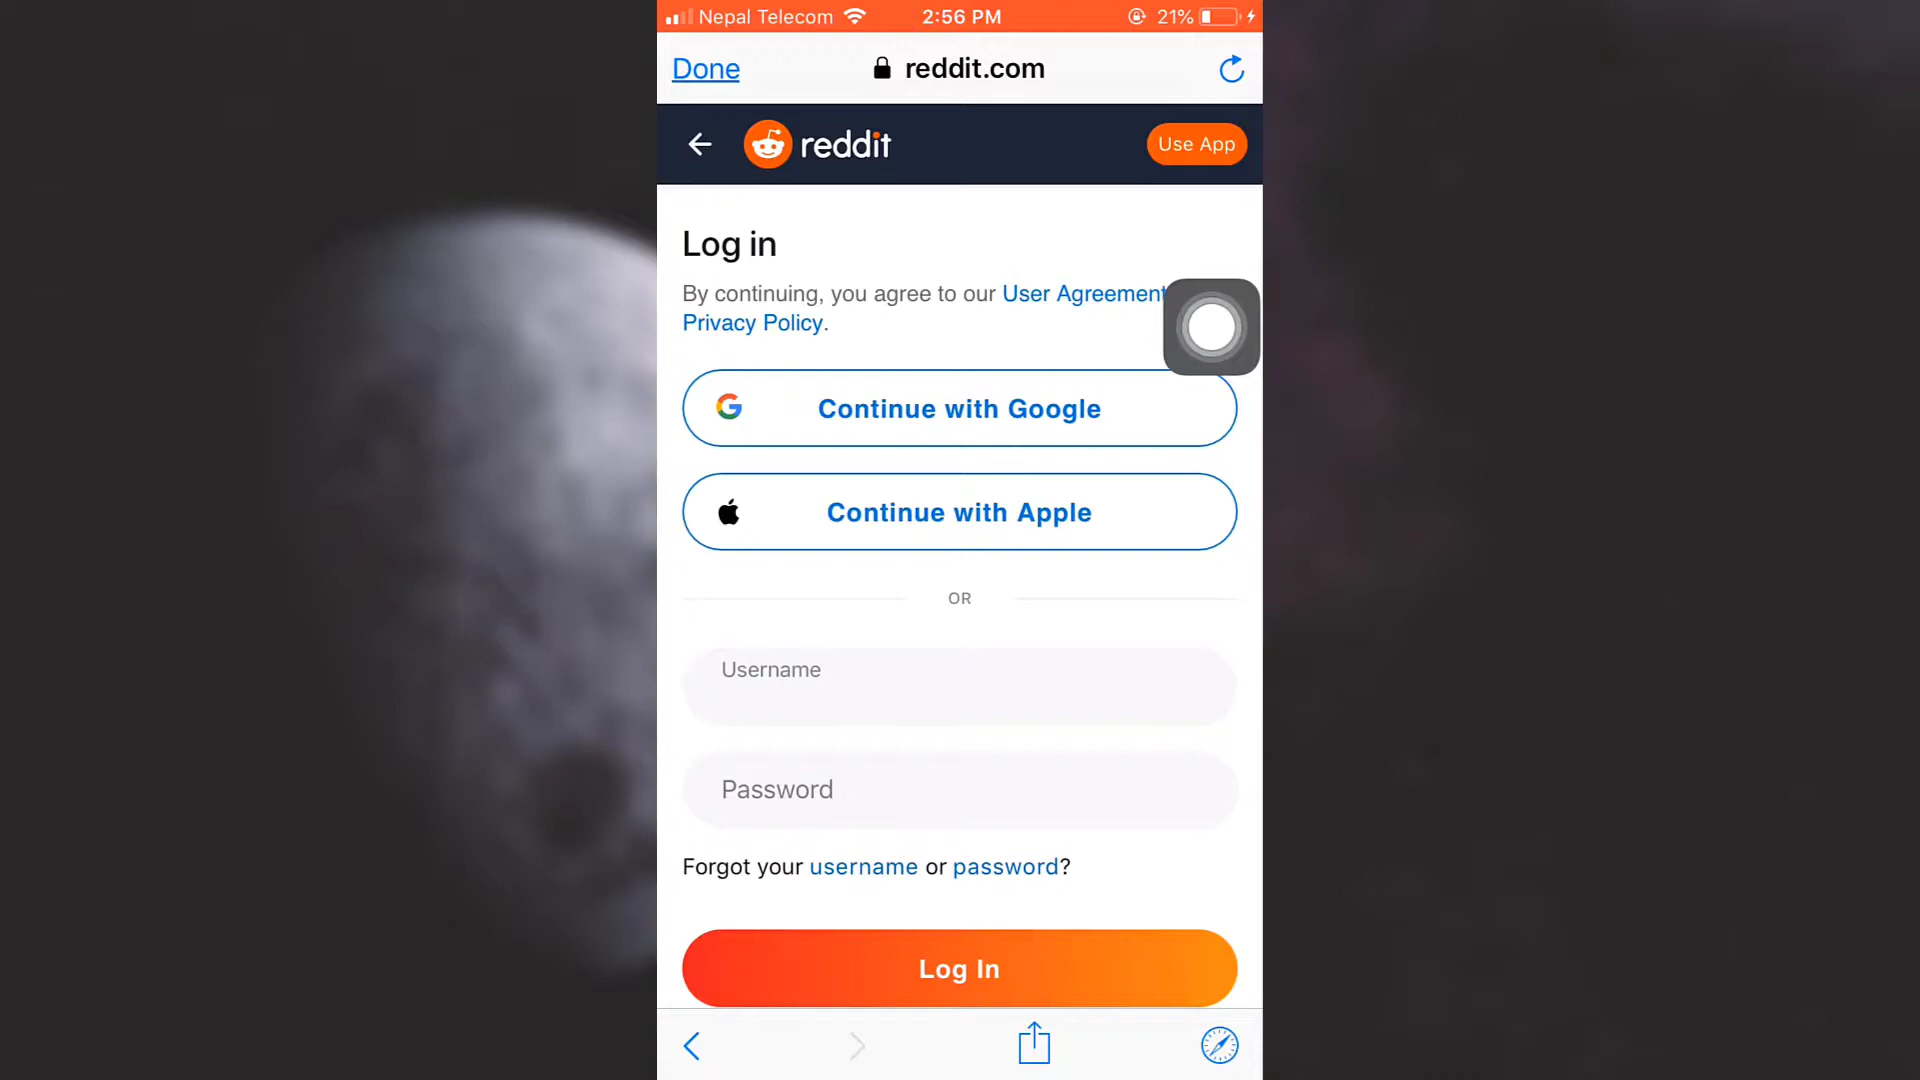 Nepal Telecom 2:56 PM 21%
Done reddit.com
reddit Use App
Log in
By continuing, you agree to our User Agreement
Privacy Policy.
Continue with Google
Continue with Apple
OR
Username
Password
Forgot your username or password?
Log In